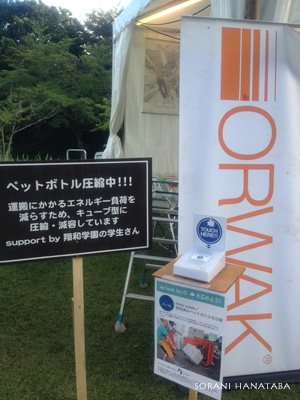 ペットボトル圧縮中!!!
運搬にかかるエネルギー負荷を
減らすため、キューブ型に
圧縮・減容しています
support by 翔和学園の学生さん
ORWAK®
TOUCH
HERE!!
SORANI HANATABA